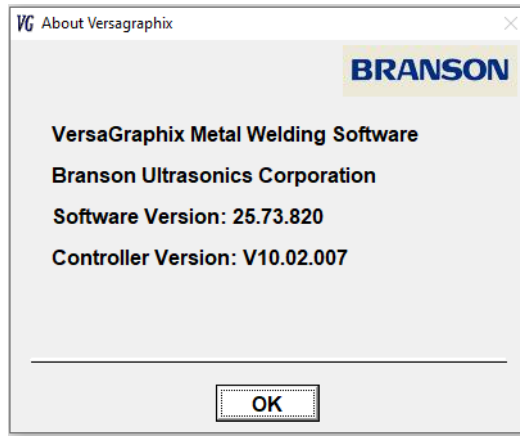 VG About Versagraphix
BRANSON
VersaGraphix Metal Welding Software
Branson Ultrasonics Corporation
Software Version: 25.73.820
Controller Version: V10.02.007
OK